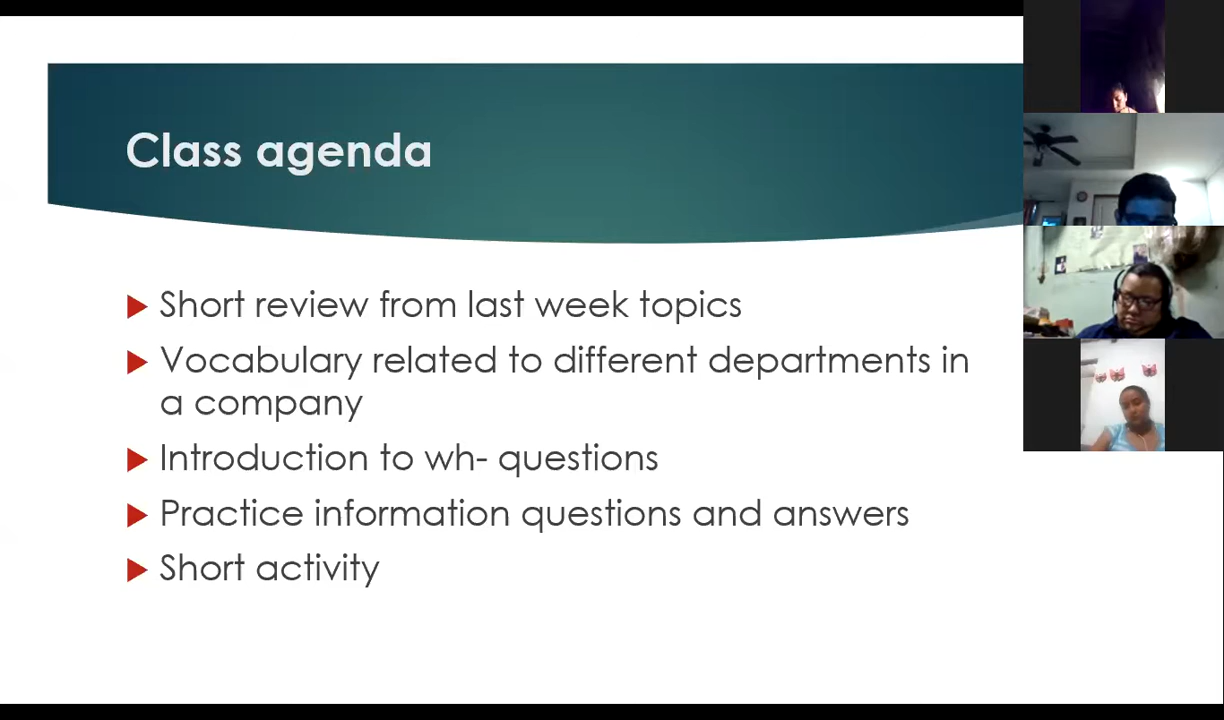 Class agenda
Short review from last week topics
Vocabulary related to different departments in
a company
Introduction to wh- questions
Practice information questions and answers
Short activity